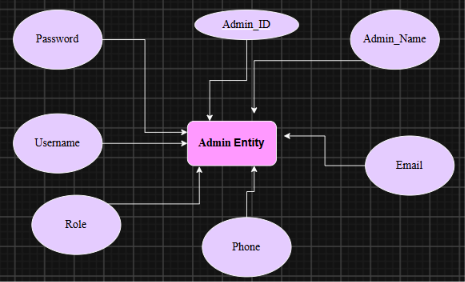 Admin_ID
Password
Admin_Name
Username
Admin Entity
Email
Role
Phone